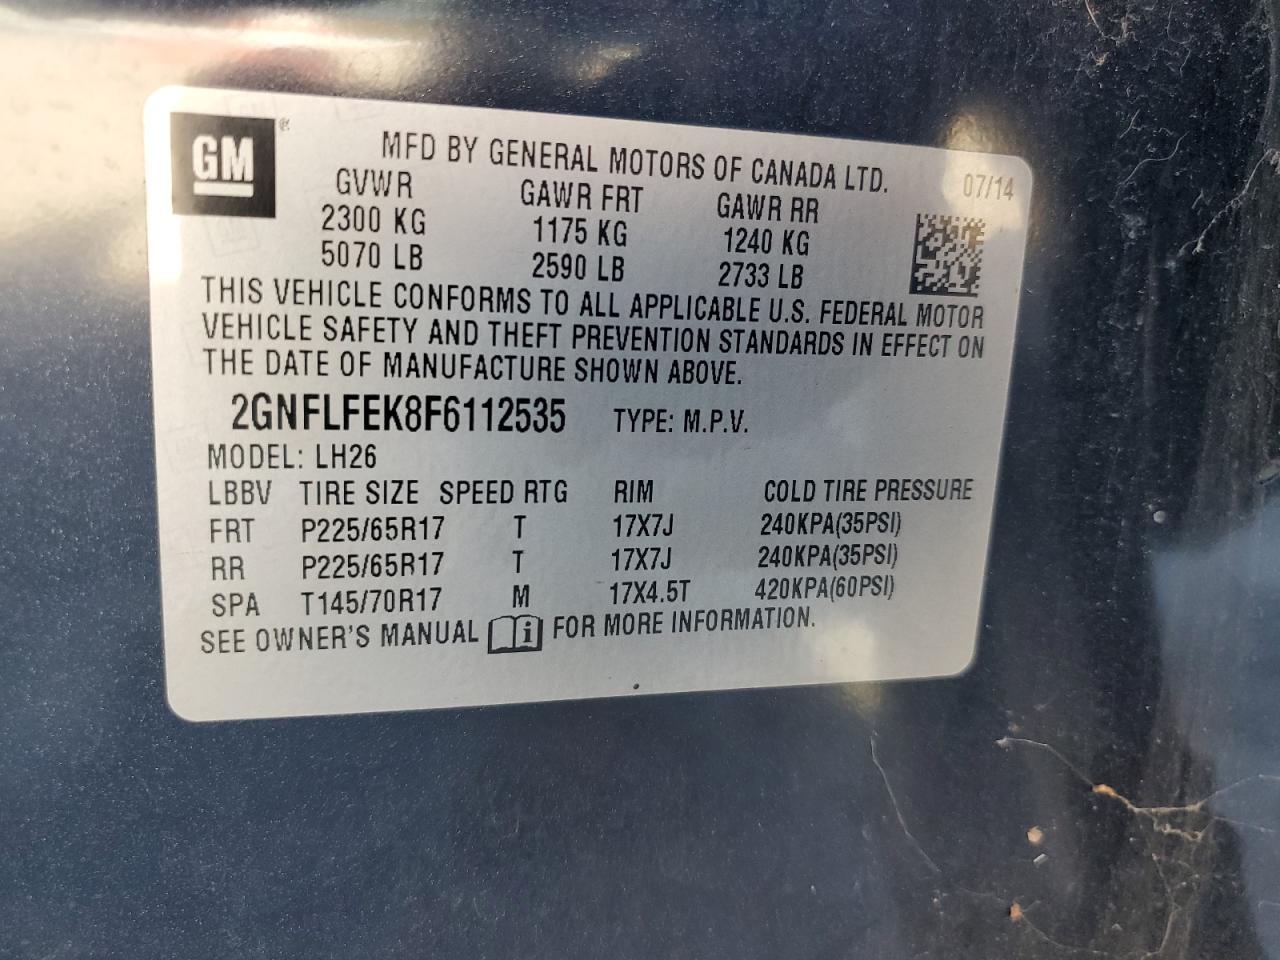 GM ®
MFD BY GENERAL MOTORS OF CANADA LTD. 07/14
GVWR GAWR FRT GAWR RR
2300 KG 1175 KG 1240 KG
5070 LB 2590 LB 2733 LB
THIS VEHICLE CONFORMS TO ALL APPLICABLE U.S. FEDERAL MOTOR
VEHICLE SAFETY AND THEFT PREVENTION STANDARDS IN EFFECT ON
THE DATE OF MANUFACTURE SHOWN ABOVE.
2GNFLFEK8F6112535 TYPE: M.P.V.
MODEL: LH26
LBBV TIRE SIZE SPEED RTG RIM COLD TIRE PRESSURE
FRT P225/65R17 T 17X7J 240KPA(35PSI)
RR P225/65R17 T 17X7J 240KPA(35PSI)
SPA T145/70R17 M 17X4.5T 420KPA(60PSI)
SEE OWNER'S MANUAL i FOR MORE INFORMATION.